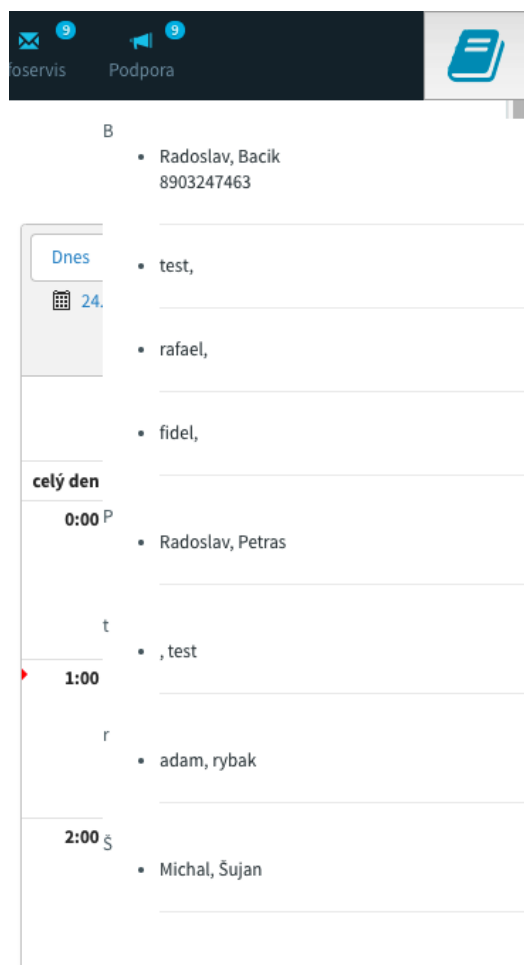 9
9
foservis
Podpora
B
Radoslav, Bacik
8903247463
Dnes
test,
24.
rafael,
fidel,
celý den
0:00
P
Radoslav, Petras
t
, test
1:00
r
adam, rybak
2:00
Š
Michal, Šujan